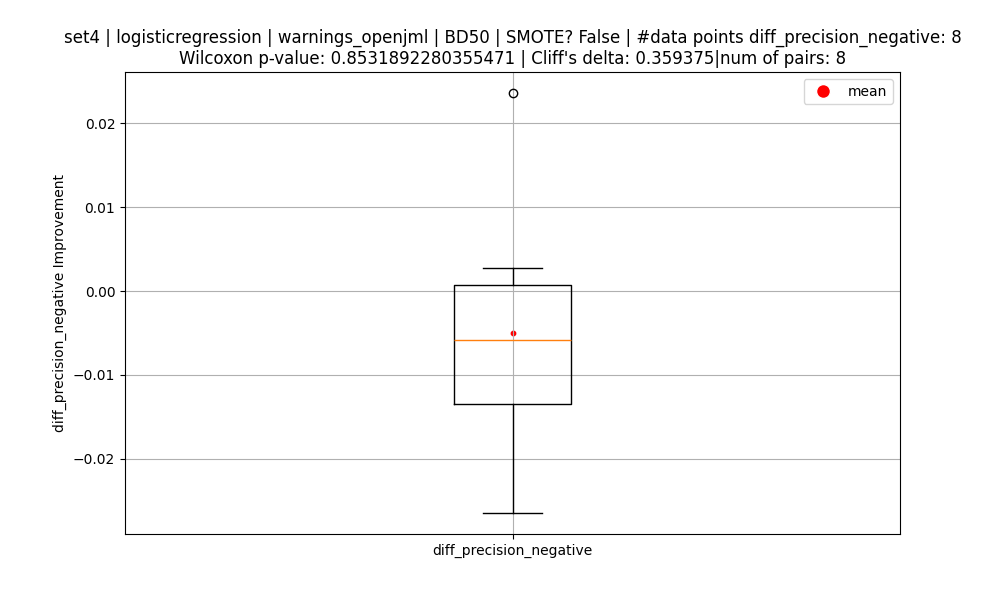 set4 | logisticregression | warnings_openjml | BD50 | SMOTE? False | #data points diff_precision_negative: 8
Wilcoxon p-value: 0.8531892280355471 | Cliff's delta: 0.359375|num of pairs: 8
mean
0.02
0.01
0.00
−0.01
−0.02
diff_precision_negative Improvement
diff_precision_negative